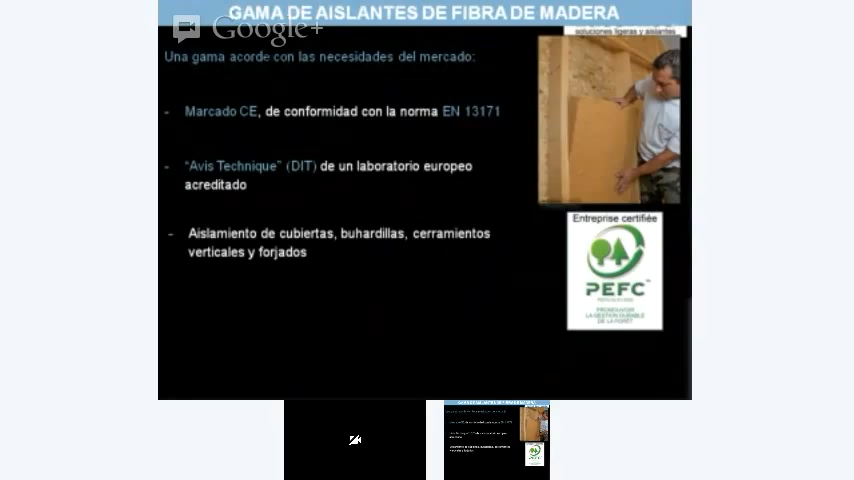 GAMA DE AISLANTES DE FIBRA DE MADERA
Google+
soluciones ligeras y aislantes
Una gama acorde con las necesidades del mercado:
- Marcado CE, de conformidad con la norma EN 13171
- "Avis Technique" (DIT) de un laboratorio europeo
acreditado
- Aislamiento de cubiertas, buhardillas, cerramientos
verticales y forjados
Entreprise certifiée
PEFC
PROMOUVOIR
LA GESTION DURABLE
DE LA FORÊT